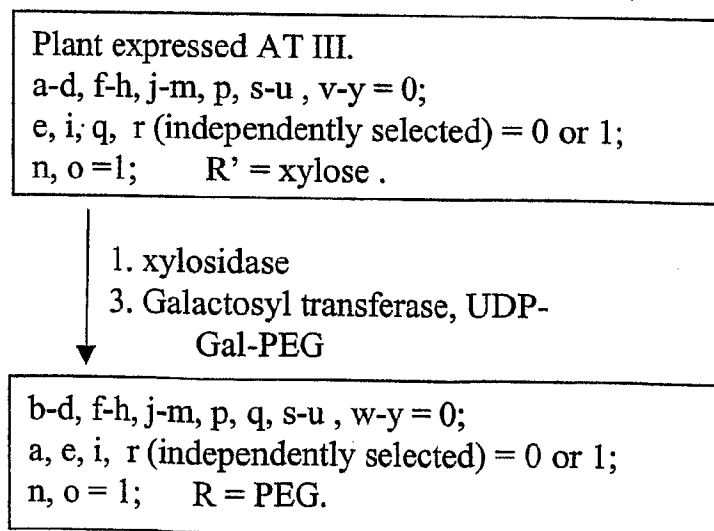 Plant expressed AT III.
a-d, f-h, j-m, p, s-u , v-y = 0;
e, i, q, r (independently selected) = 0 or 1;
n, o =1; R’ = xylose .
1. xylosidase
3. Galactosyl transferase, UDP-
Gal-PEG
b-d, f-h, j-m, p, q, s-u , w-y = 0;
a, e, i, r (independently selected) = 0 or 1;
n, o = 1; R = PEG.